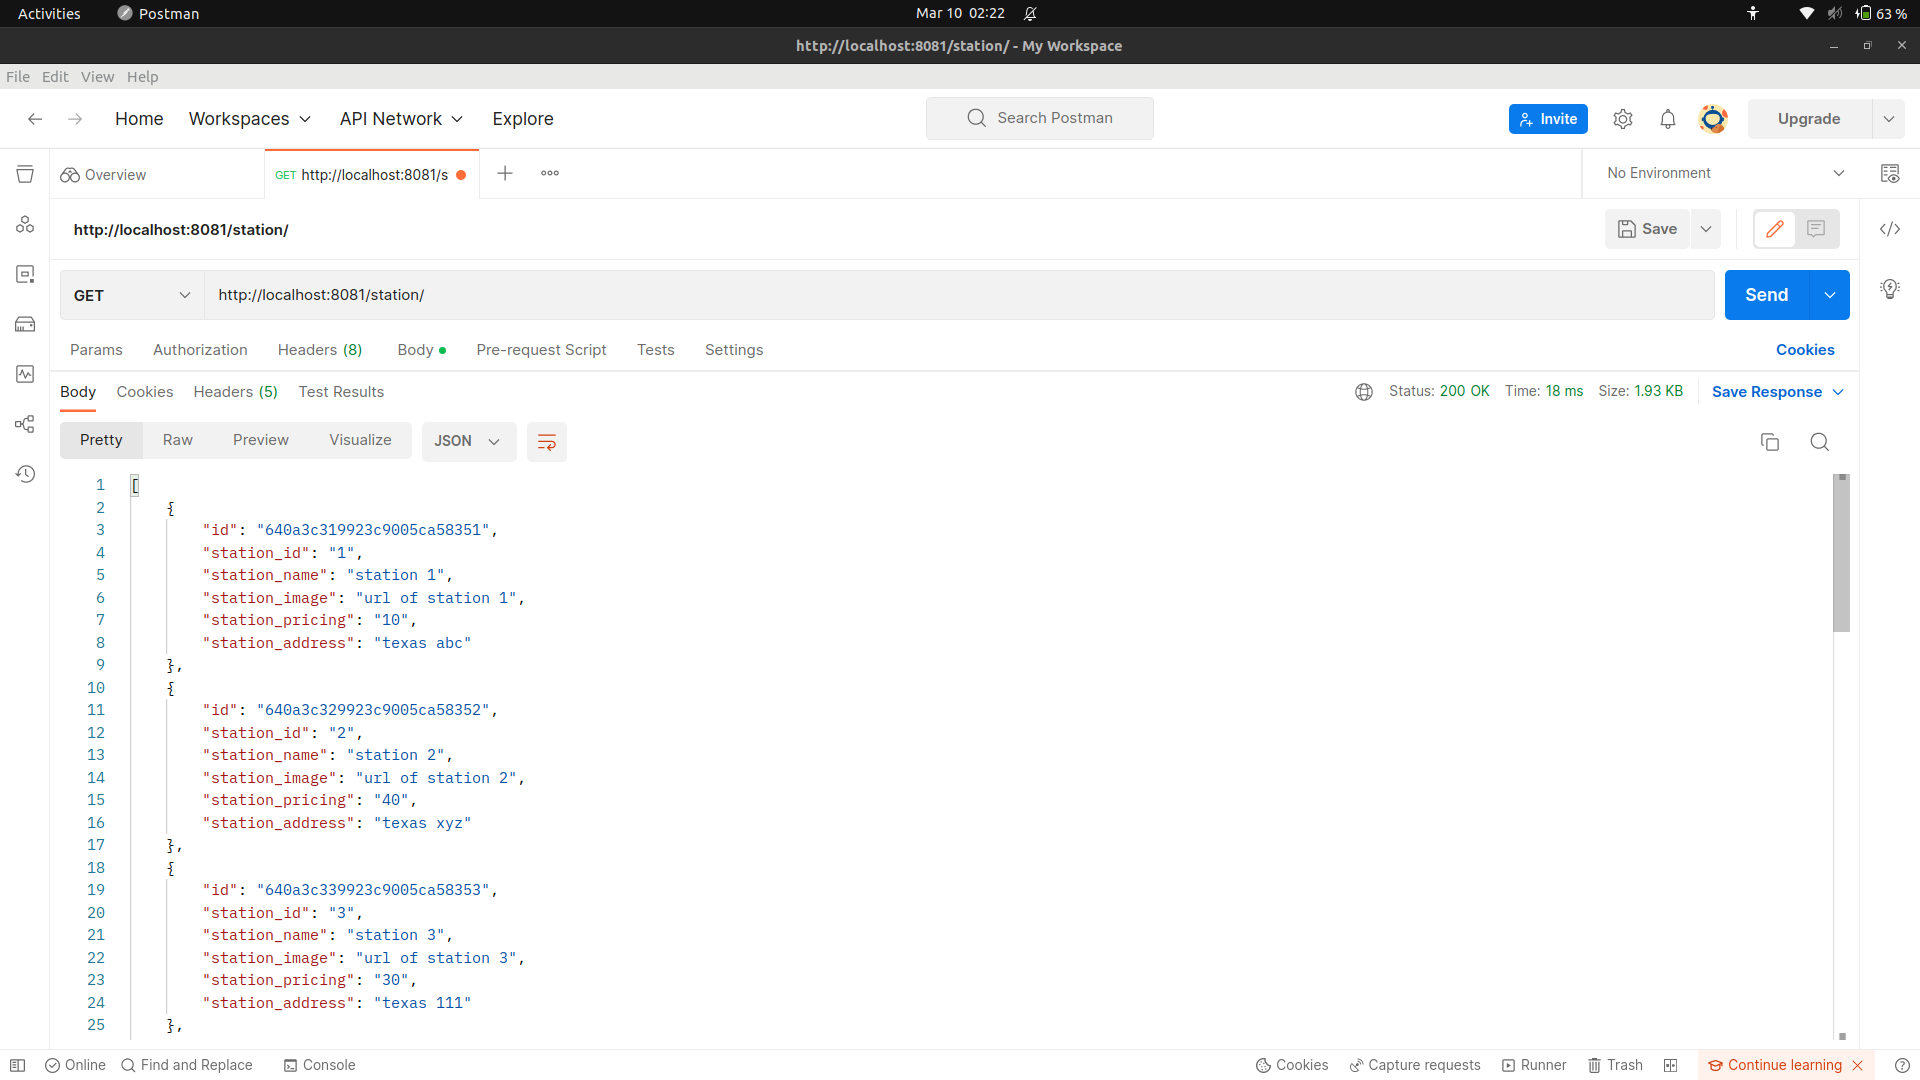 Activities Postman Mar 10 02:22 63 %
http://localhost:8081/station/ - My Workspace
File Edit View Help
Home Workspaces API Network Explore Search Postman Invite Upgrade
Overview GET http://localhost:8081/s No Environment
http://localhost:8081/station/ Save
GET http://localhost:8081/station/ Send
Params Authorization Headers (8) Body Pre-request Script Tests Settings Cookies
Body Cookies Headers (5) Test Results Status: 200 OK Time: 18 ms Size: 1.93 KB Save Response
Pretty Raw Preview Visualize JSON
1 [
2 {
3 "id": "640a3c319923c9005ca58351",
4 "station_id": "1",
5 "station_name": "station 1",
6 "station_image": "url of station 1",
7 "station_pricing": "10",
8 "station_address": "texas abc"
9 },
10 {
11 "id": "640a3c329923c9005ca58352",
12 "station_id": "2",
13 "station_name": "station 2",
14 "station_image": "url of station 2",
15 "station_pricing": "40",
16 "station_address": "texas xyz"
17 },
18 {
19 "id": "640a3c339923c9005ca58353",
20 "station_id": "3",
21 "station_name": "station 3",
22 "station_image": "url of station 3",
23 "station_pricing": "30",
24 "station_address": "texas 111"
25 },
Online Find and Replace Console Cookies Capture requests Runner Trash Continue learning